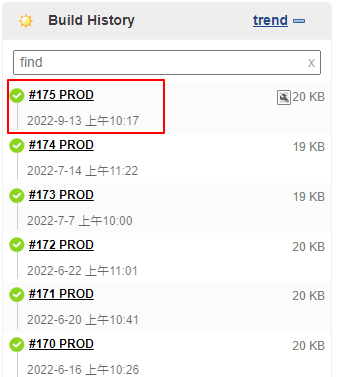 Build History trend
find x
#175 PROD 20 KB
2022-9-13 上午10:17
#174 PROD 19 KB
2022-7-14 上午11:22
#173 PROD 19 KB
2022-7-7 上午10:00
#172 PROD 20 KB
2022-6-22 上午11:01
#171 PROD 20 KB
2022-6-20 上午10:41
#170 PROD 20 KB
2022-6-16 上午10:26